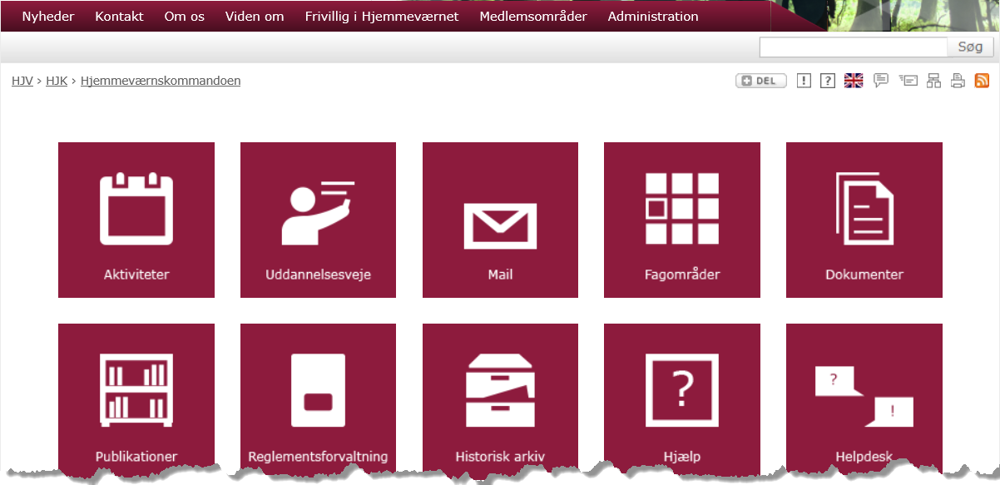 Nyheder Kontakt Om os Viden om Frivillig i Hjemmeværnet Medlemsområder Administration
Søg
HJV › HJK › Hjemmeværnskommandoen
DEL ! ?
Aktiviteter Uddannelsesveje Mail Fagområder Dokumenter
?
? !
Publikationer Reglementsforvaltning Historisk arkiv Hjælp Helpdesk